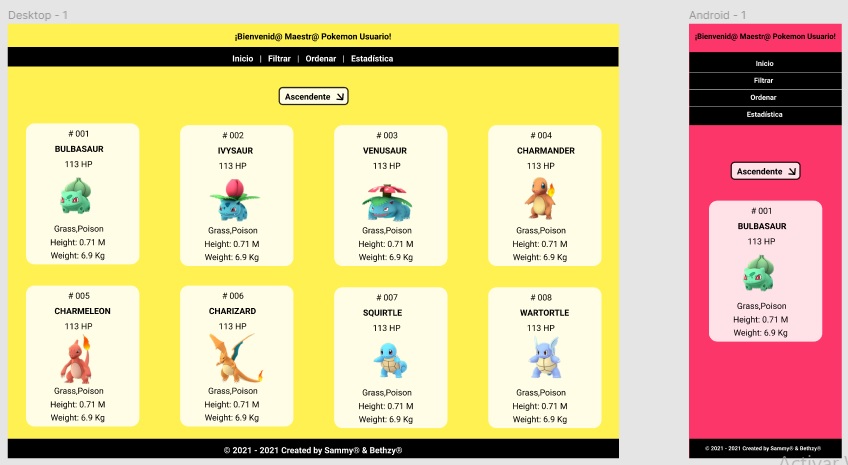 Desktop - 1
¡Bienvenid@ Maestr@ Pokemon Usuario!
Inicio | Filtrar | Ordenar | Estadística
Ascendente
# 001
BULBASAUR
113 HP
Grass,Poison
Height: 0.71 M
Weight: 6.9 Kg
# 002
IVYSAUR
113 HP
Grass,Poison
Height: 0.71 M
Weight: 6.9 Kg
# 003
VENUSAUR
113 HP
Grass,Poison
Height: 0.71 M
Weight: 6.9 Kg
# 004
CHARMANDER
113 HP
Grass,Poison
Height: 0.71 M
Weight: 6.9 Kg
# 005
CHARMELEON
113 HP
Grass,Poison
Height: 0.71 M
Weight: 6.9 Kg
# 006
CHARIZARD
113 HP
Grass,Poison
Height: 0.71 M
Weight: 6.9 Kg
# 007
SQUIRTLE
113 HP
Grass,Poison
Height: 0.71 M
Weight: 6.9 Kg
# 008
WARTORTLE
113 HP
Grass,Poison
Height: 0.71 M
Weight: 6.9 Kg
© 2021 - 2021 Created by Sammy® & Bethzy®
Android - 1
¡Bienvenid@ Maestr@ Pokemon Usuario!
Inicio
Filtrar
Ordenar
Estadística
Ascendente
# 001
BULBASAUR
113 HP
Grass,Poison
Height: 0.71 M
Weight: 6.9 Kg
© 2021 - 2021 Created by Sammy® & Bethzy®
Activar